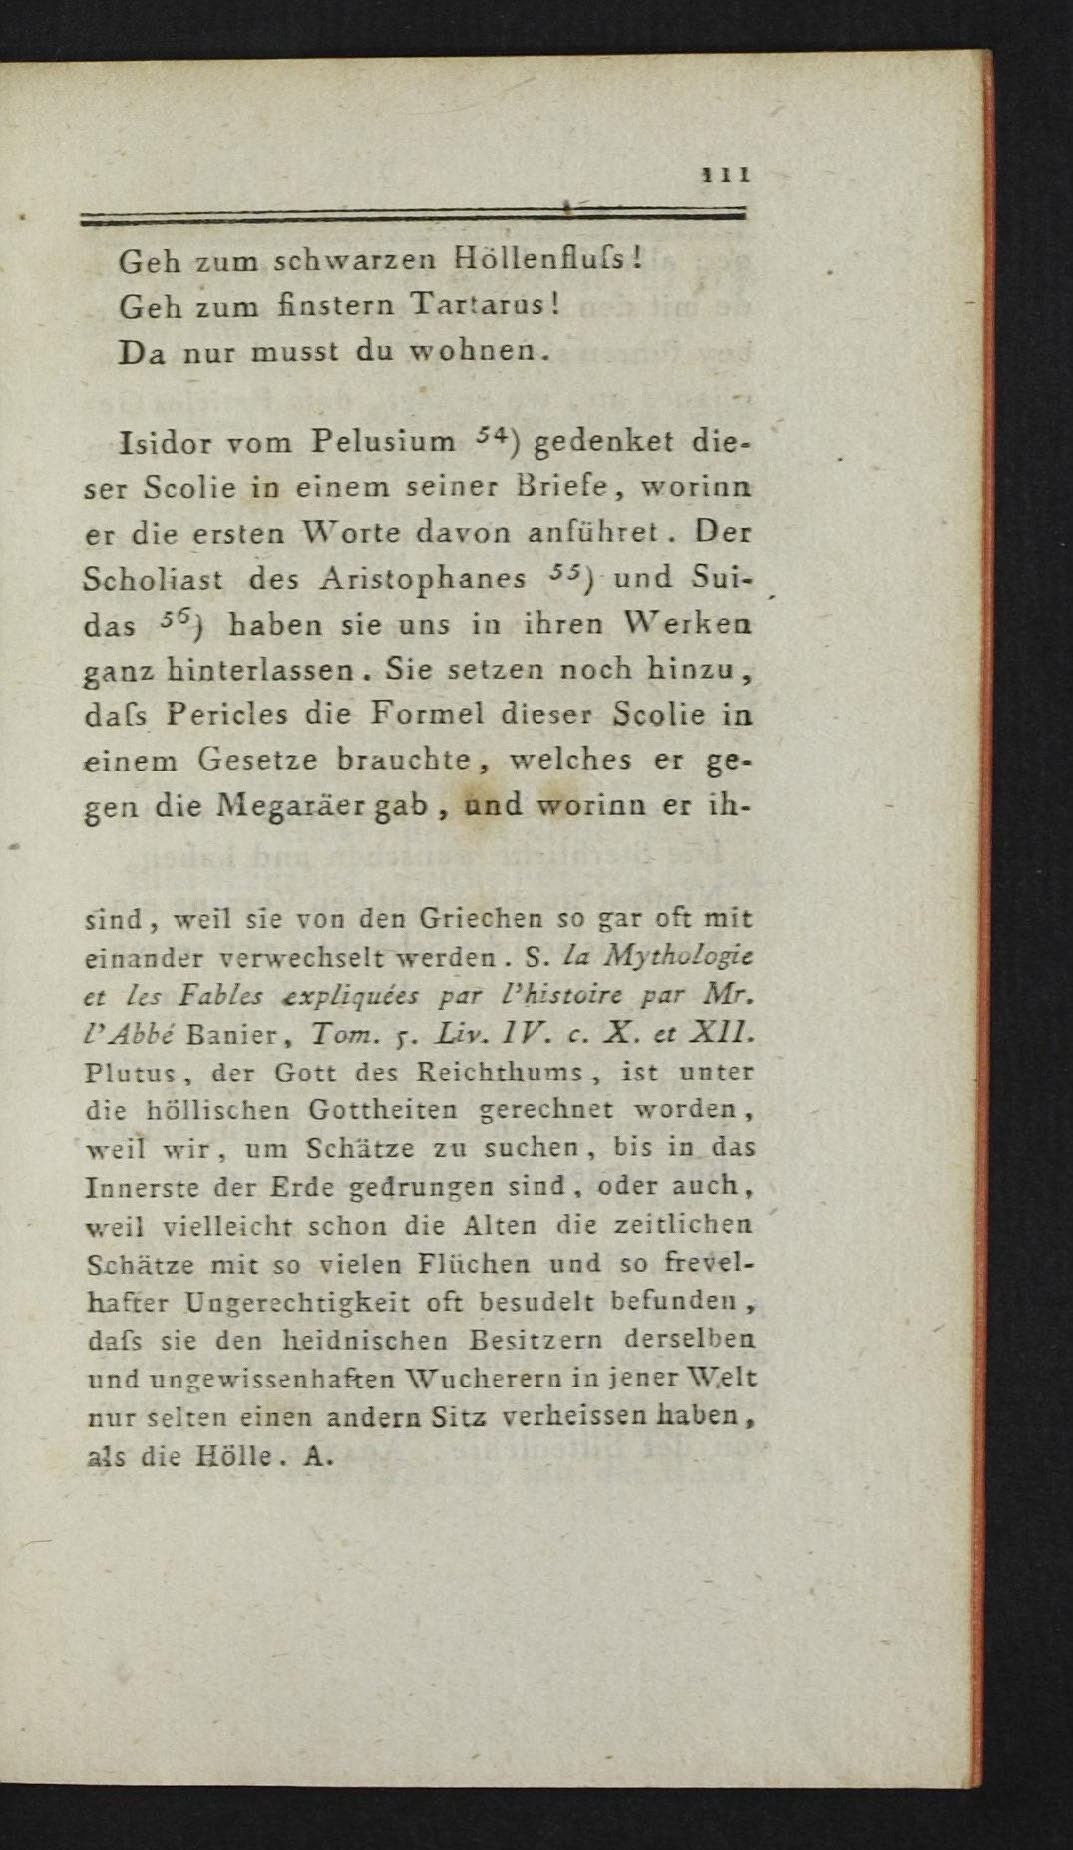 111
Geh zum schwarzen Höllenfluſs!
Geh zum finstern Tartarus!
Da nur musst du wohnen.
Isidor vom Pelusium 54) gedenket die-
ser Scolie in einem seiner Briefe, worinn
er die ersten Worte davon anführet. Der
Scholiast des Aristophanes 55) und Sui-
das 56) haben sie uns in ihren Werken
ganz hinterlassen. Sie setzen noch hinzu,
daſs Pericles die Formel dieser Scolie in
einem Gesetze brauchte, welches er ge-
gen die Megaräer gab, und worinn er ih-
sind, weil sie von den Griechen so gar oft mit
einander verwechselt werden. S. la Mythologie
et les Fables expliquées par l'histoire par Mr.
l'Abbé Banier, Tom. 5. Liv. IV. c. X. et XII.
Plutus, der Gott des Reichthums, ist unter
die höllischen Gottheiten gerechnet worden,
weil wir, um Schätze zu suchen, bis in das
Innerste der Erde gedrungen sind, oder auch,
weil vielleicht schon die Alten die zeitlichen
Schätze mit so vielen Flüchen und so frevel-
hafter Ungerechtigkeit oft besudelt befunden,
daſs sie den heidnischen Besitzern derselben
und ungewissenhaften Wucherern in jener Welt
nur selten einen andern Sitz verheissen haben,
als die Hölle. A.